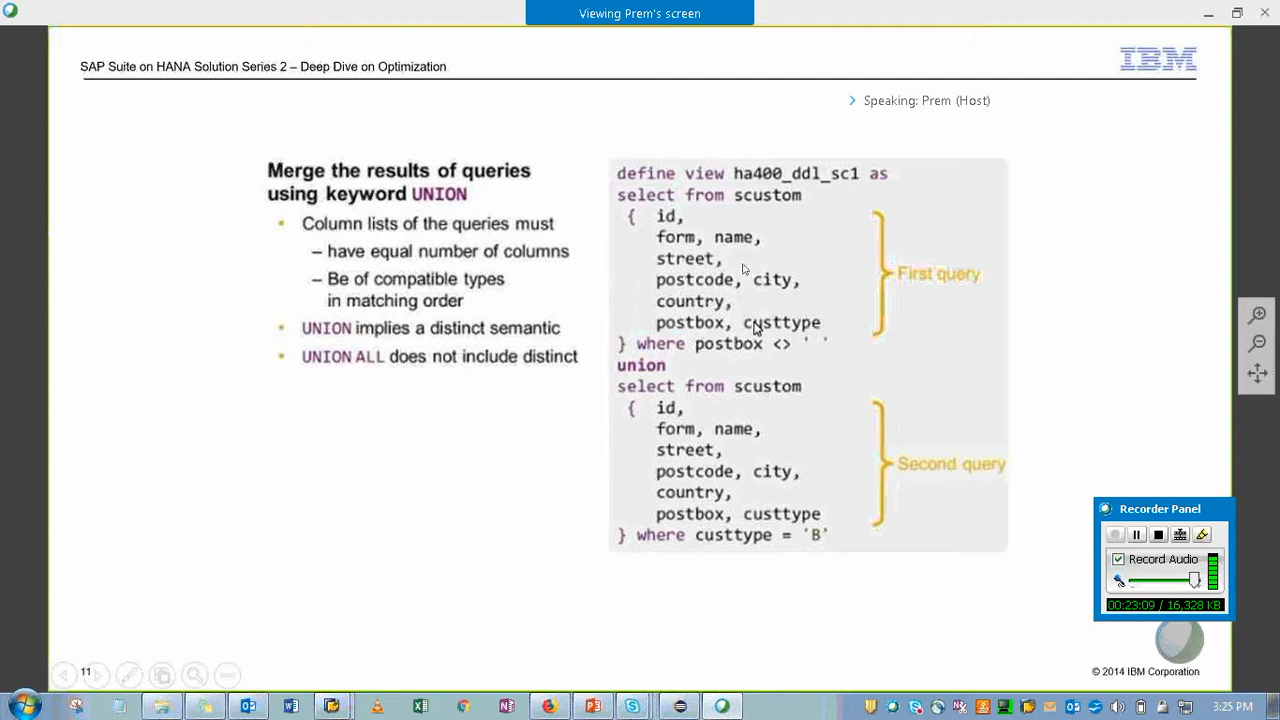 Viewing Prem's screen
SAP Suite on HANA Solution Series 2 – Deep Dive on Optimization
IBM
Speaking: Prem (Host)
Merge the results of queries
using keyword UNION
• Column lists of the queries must
– have equal number of columns
– Be of compatible types
in matching order
• UNION implies a distinct semantic
• UNION ALL does not include distinct
define view ha400_ddl_sc1 as
select from scustom
{ id,
form, name,
street,
postcode, city,
country,
postbox, custtype
} where postbox <> ' '
union
select from scustom
{ id,
form, name,
street,
postcode, city,
country,
postbox, custtype
} where custtype = 'B'
First query
Second query
Recorder Panel
Record Audio
00:23:09 / 16,328 KB
11
© 2014 IBM Corporation
3:25 PM